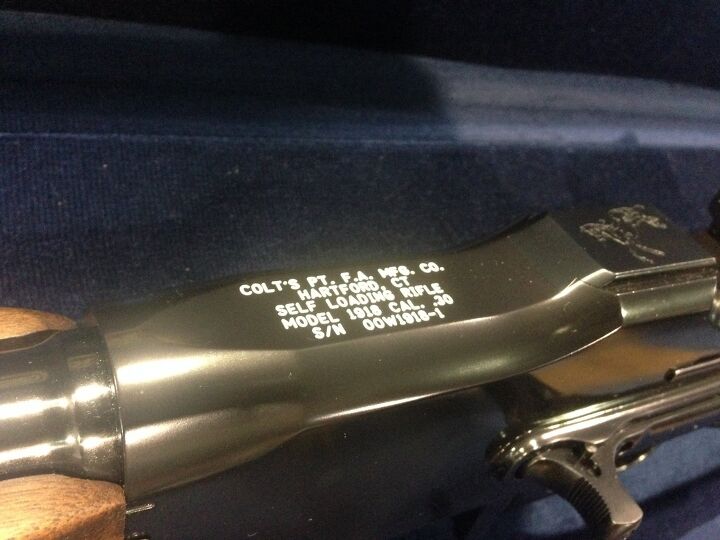 COLT'S PT. F.A. MFG. CO.
HARTFORD, CT
SELF LOADING RIFLE
MODEL 1918 CAL. .30
S/N 00W1918-1